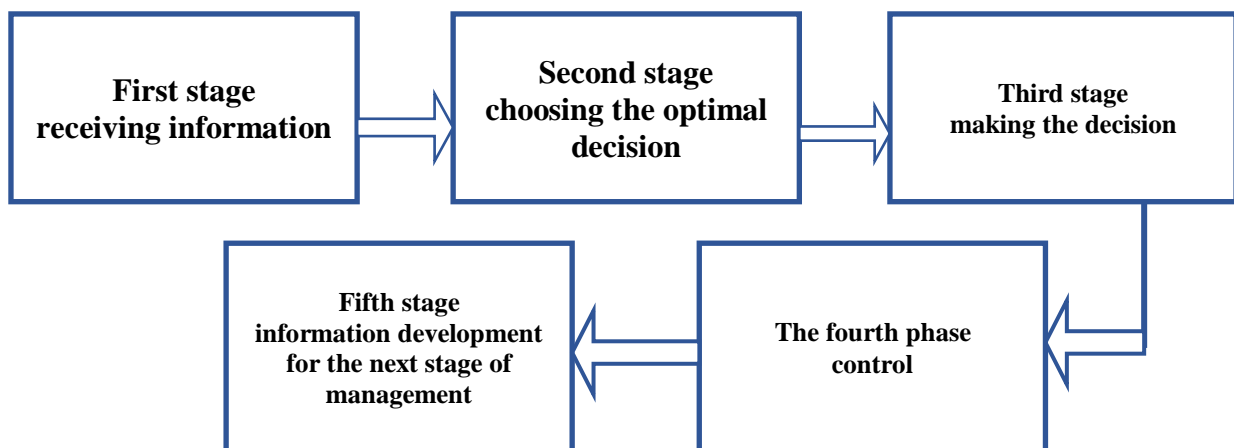 First stage
receiving information
Second stage
choosing the optimal
decision
Third stage
making the decision
The fourth phase
control
Fifth stage
information development
for the next stage of
management